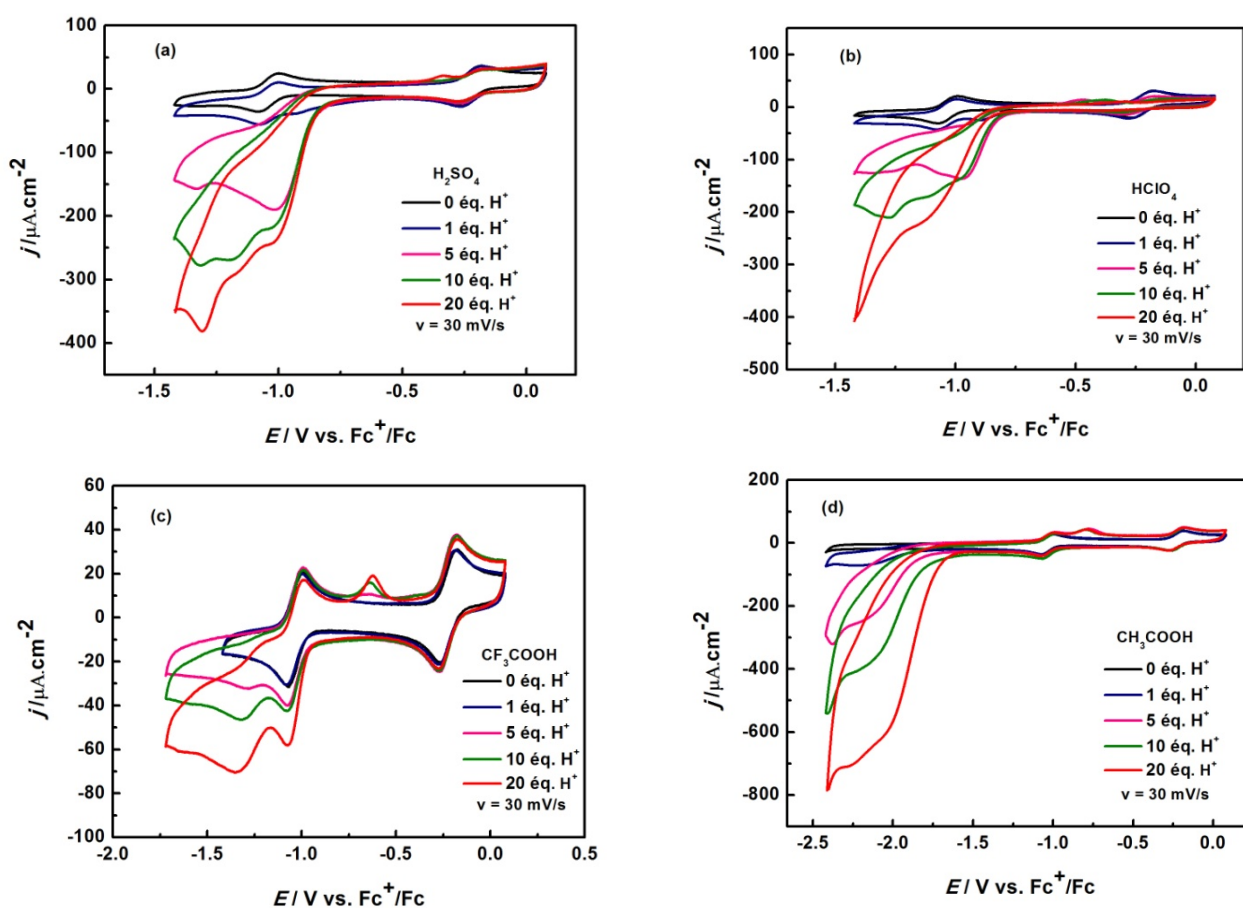 (a)
100
0
-100
-200
-300
-400
j /µA.cm-2
H2SO4
0 éq. H+
1 éq. H+
5 éq. H+
10 éq. H+
20 éq. H+
v = 30 mV/s
-1.5 -1.0 -0.5 0.0
E / V vs. Fc+/Fc
(b)
100
0
-100
-200
-300
-400
-500
j /µA.cm-2
HClO4
0 éq. H+
1 éq. H+
5 éq. H+
10 éq. H+
20 éq. H+
v = 30 mV/s
-1.5 -1.0 -0.5 0.0
E / V vs. Fc+/Fc
(c)
60
40
20
0
-20
-40
-60
-80
-100
j /µA.cm-2
CF3COOH
0 éq. H+
1 éq. H+
5 éq. H+
10 éq. H+
20 éq. H+
v = 30 mV/s
-2.0 -1.5 -1.0 -0.5 0.0 0.5
E / V vs. Fc+/Fc
(d)
200
0
-200
-400
-600
-800
j /µA.cm-2
CH3COOH
0 éq. H+
1 éq. H+
5 éq. H+
10 éq. H+
20 éq. H+
v = 30 mV/s
-2.5 -2.0 -1.5 -1.0 -0.5 0.0
E / V vs. Fc+/Fc